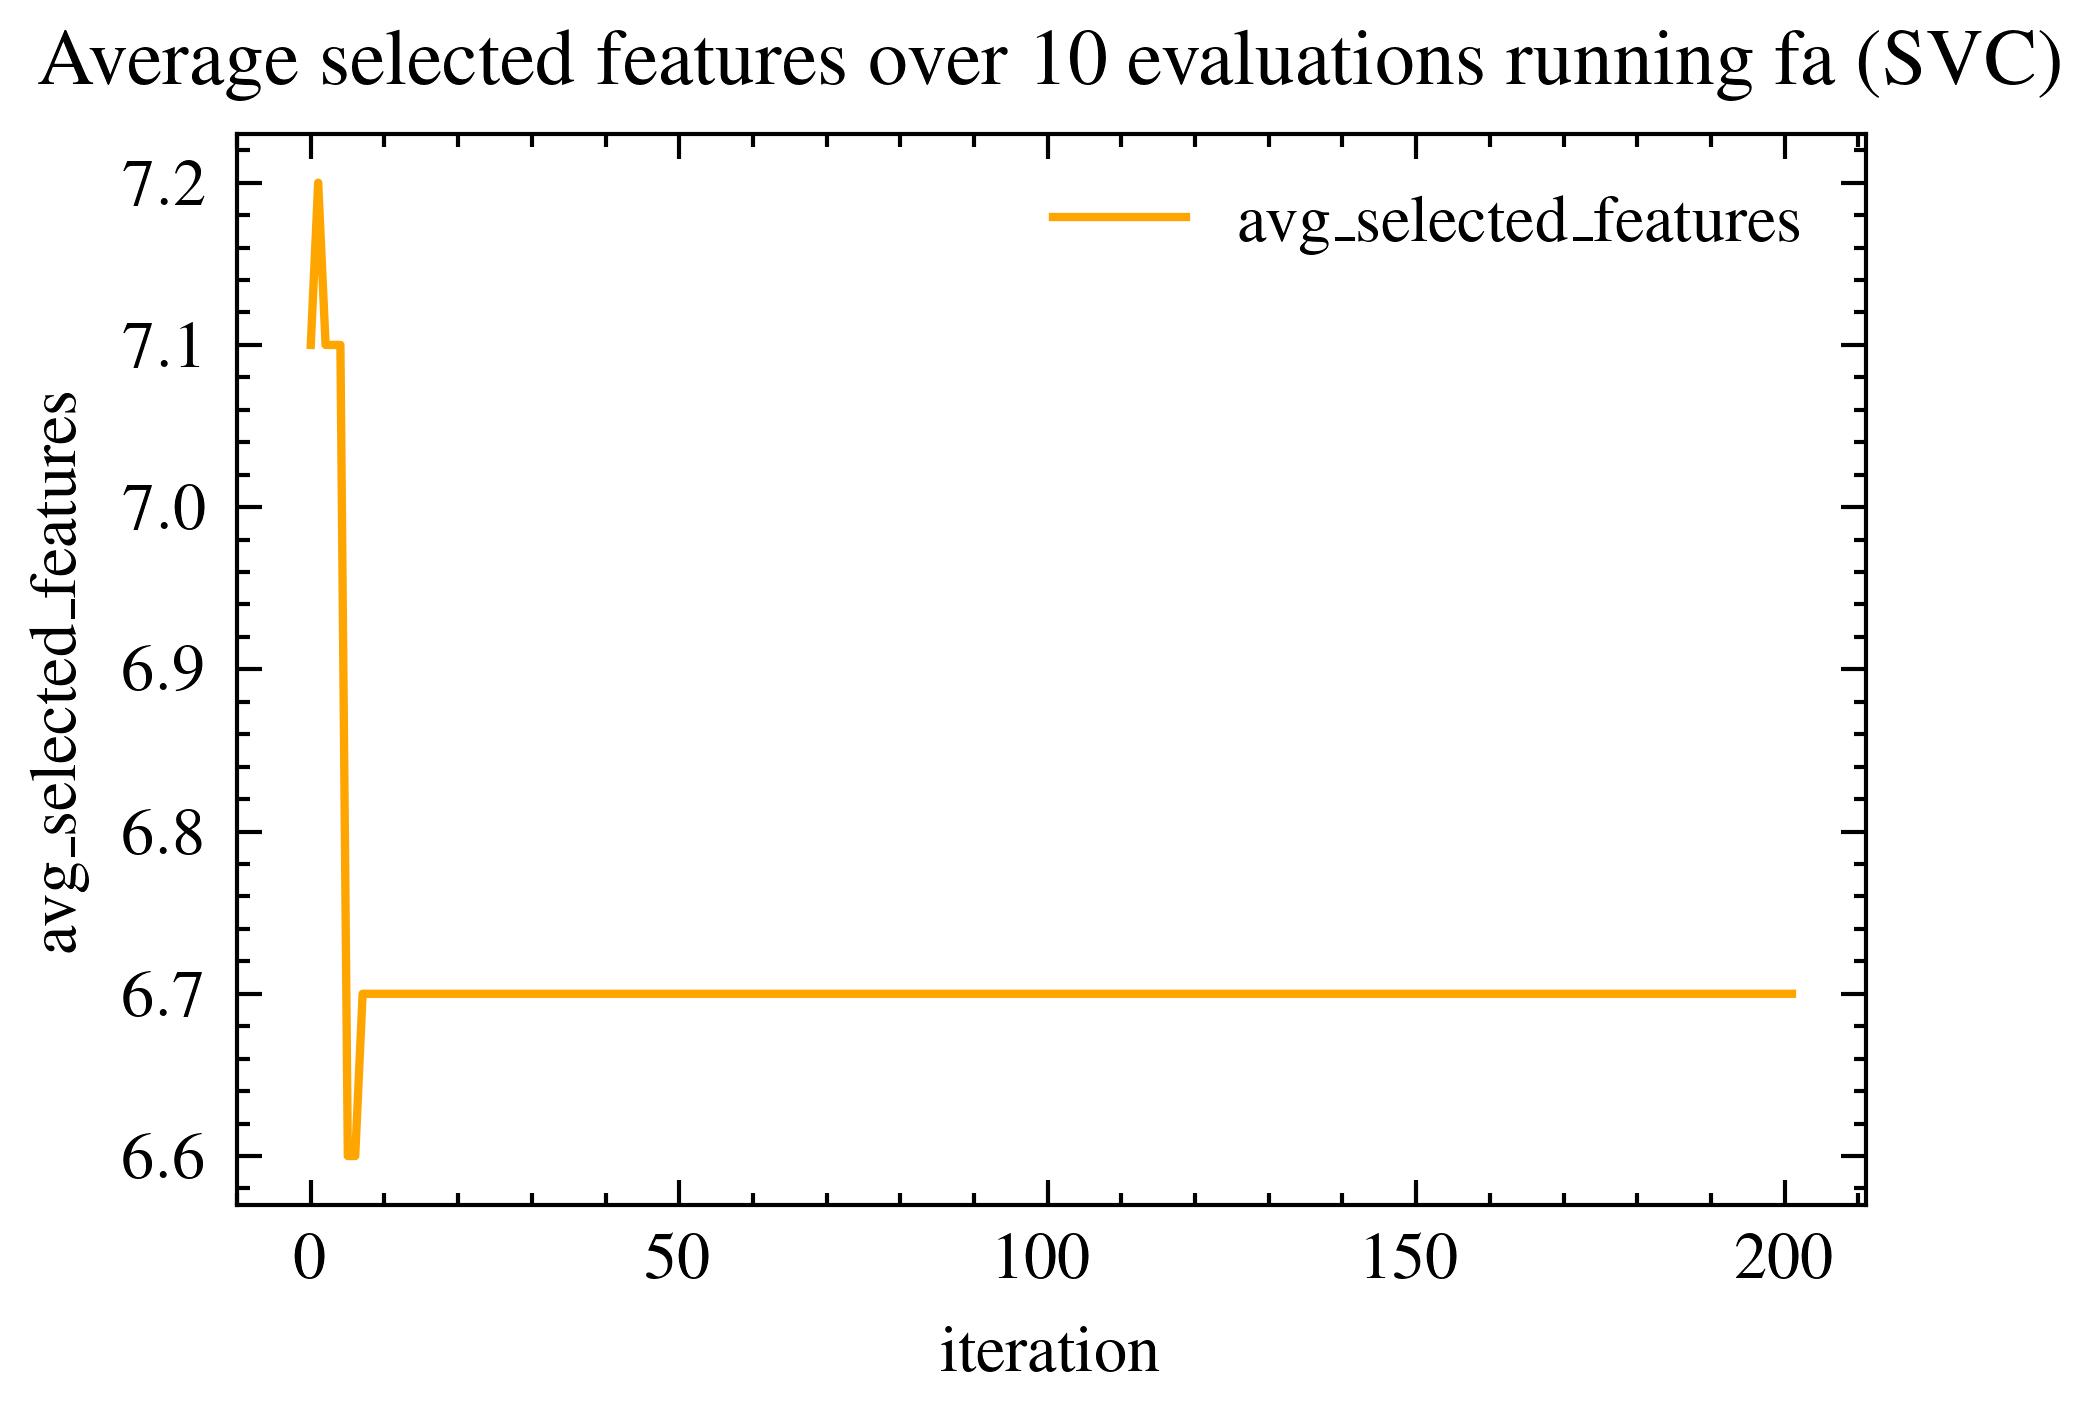 Average selected features over 10 evaluations running fa (SVC)
avg_selected_features
7.2
7.1
7.0
6.9
6.8
6.7
6.6
avg_selected_features
0 50 100 150 200
iteration